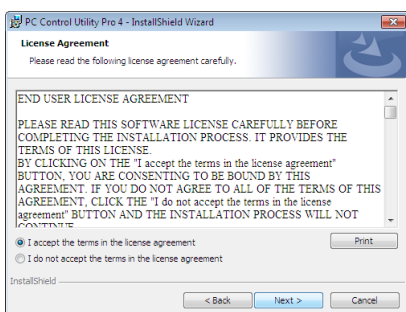 PC Control Utility Pro 4 - InstallShield Wizard
License Agreement
Please read the following license agreement carefully.
END USER LICENSE AGREEMENT
PLEASE READ THIS SOFTWARE LICENSE CAREFULLY BEFORE
COMPLETING THE INSTALLATION PROCESS. IT PROVIDES THE
TERMS OF THIS LICENSE.
BY CLICKING ON THE "I accept the terms in the license agreement"
BUTTON, YOU ARE CONSENTING TO BE BOUND BY THIS
AGREEMENT. IF YOU DO NOT AGREE TO ALL OF THE TERMS OF THIS
AGREEMENT, CLICK THE "I do not accept the terms in the license
agreement" BUTTON AND THE INSTALLATION PROCESS WILL NOT
CONTINUE.
I accept the terms in the license agreement
Print
I do not accept the terms in the license agreement
InstallShield
< Back
Next >
Cancel